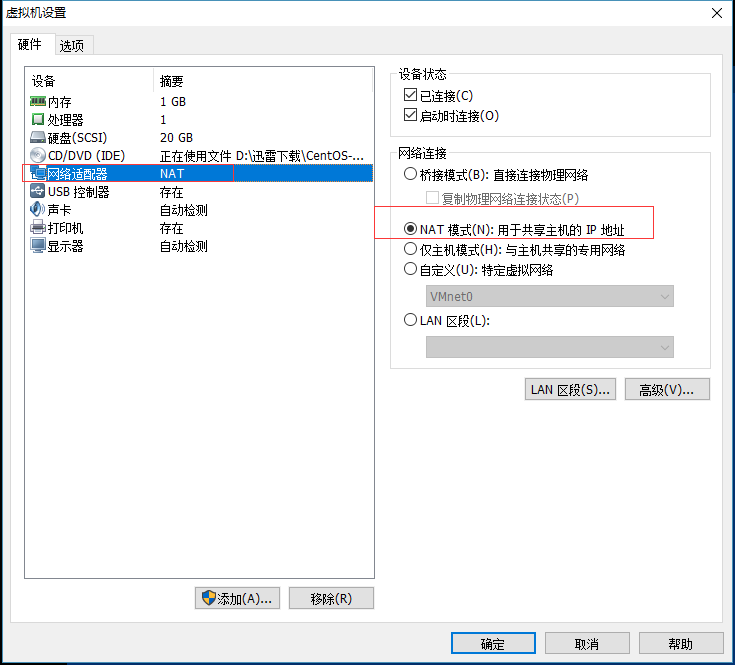 虚拟机设置
硬件 选项
设备 摘要
内存 1 GB
处理器 1
硬盘(SCSI) 20 GB
CD/DVD (IDE) 正在使用文件 D:\迅雷下载\CentOS-...
网络适配器 NAT
USB 控制器 存在
声卡 自动检测
打印机 存在
显示器 自动检测
添加(A)... 移除(R)
设备状态
已连接(C)
启动时连接(O)
网络连接
桥接模式(B): 直接连接物理网络
复制物理网络连接状态(P)
NAT 模式(N): 用于共享主机的 IP 地址
仅主机模式(H): 与主机共享的专用网络
自定义(U): 特定虚拟网络
VMnet0
LAN 区段(L):
LAN 区段(S)... 高级(V)...
确定 取消 帮助